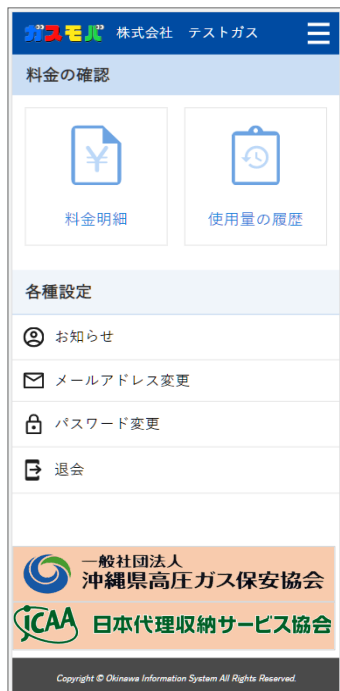 ガスモバ 株式会社 テストガス
料金の確認
料金明細 使用量の履歴
各種設定
お知らせ
メールアドレス変更
パスワード変更
退会
一般社団法人
沖縄県高圧ガス保安協会
iCAA 日本代理収納サービス協会
Copyright © Okinawa Information System All Rights Reserved.